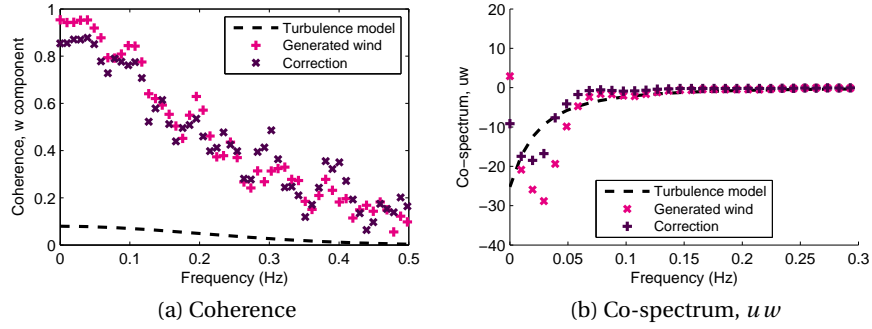 1
0.8
0.6
0.4
0.2
0
Coherence, w component
0 0.1 0.2 0.3 0.4 0.5
Frequency (Hz)
Turbulence model
Generated wind
Correction
(a) Coherence
20
10
0
−10
−20
−30
−40
Co−spectrum, uw
0 0.05 0.1 0.15 0.2 0.25 0.3
Frequency (Hz)
Turbulence model
Generated wind
Correction
(b) Co-spectrum, uw